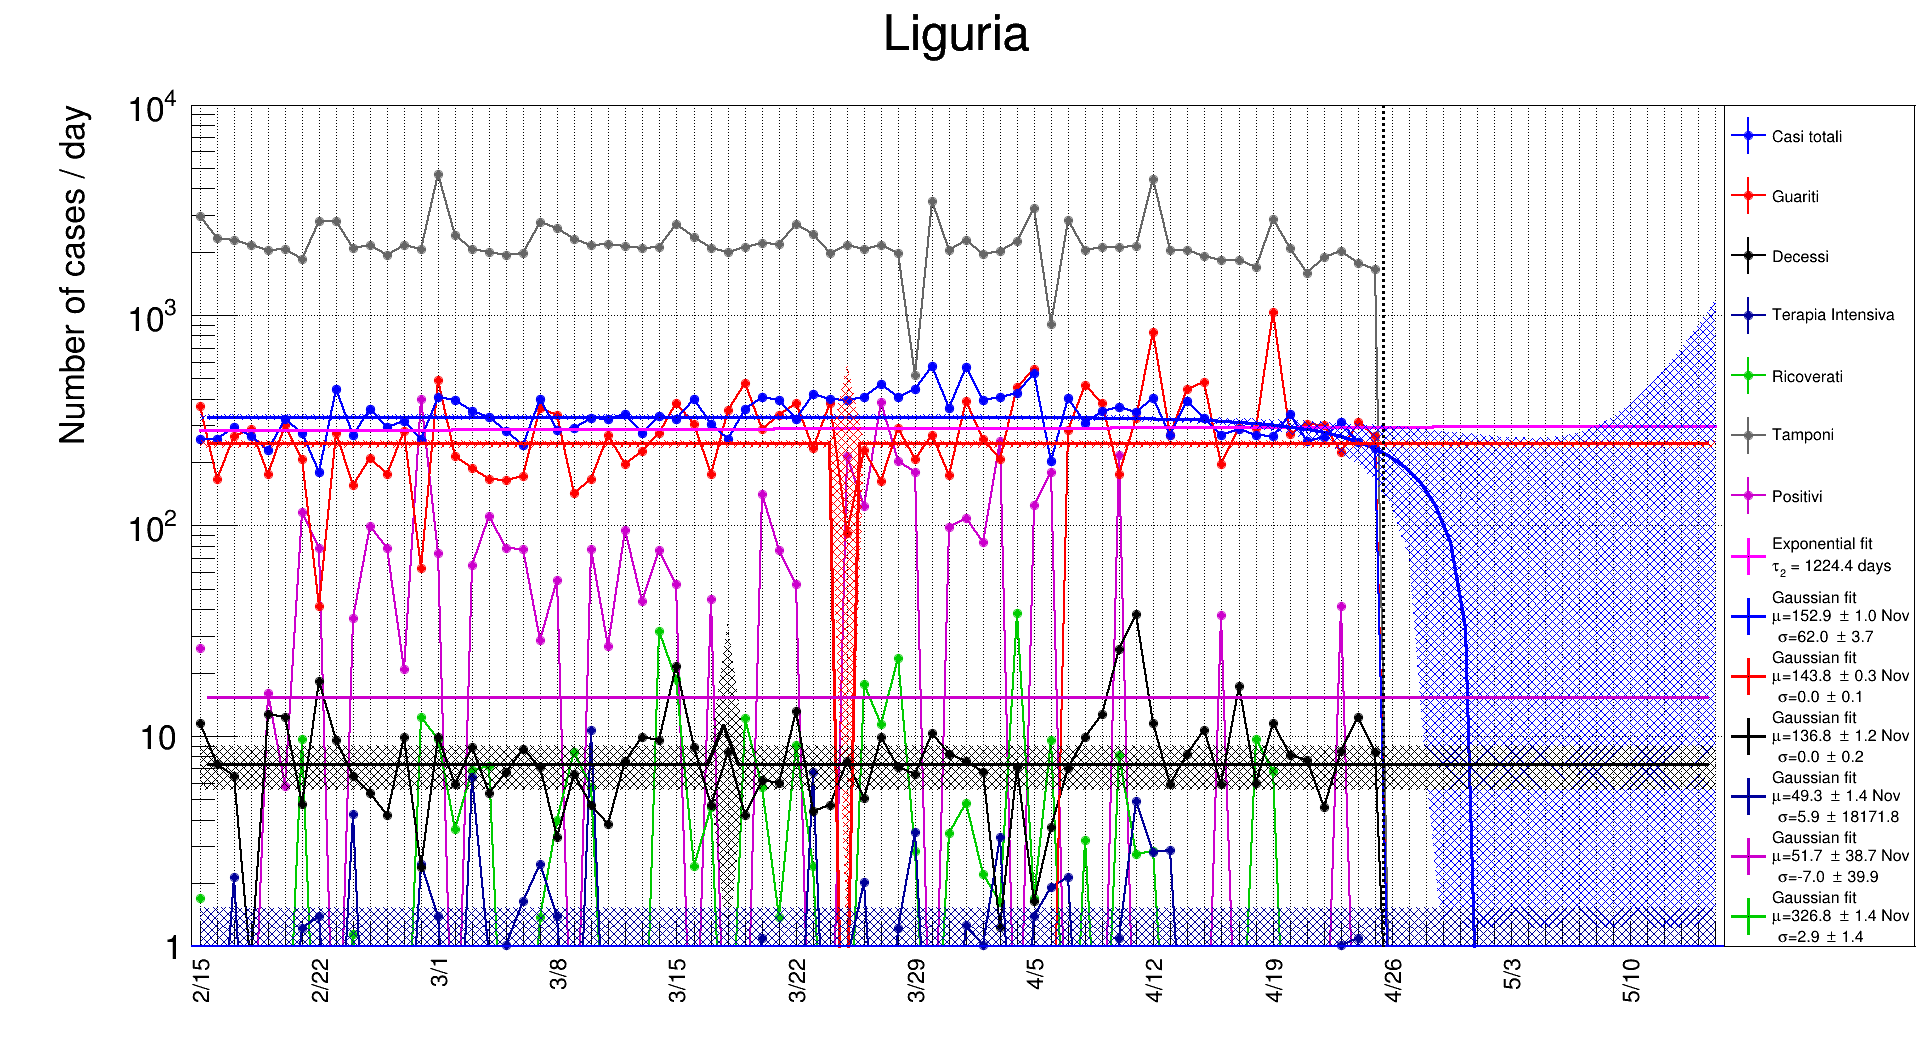 Liguria
Number of cases / day
10⁴
10³
10²
10
1
2/15
2/22
3/1
3/8
3/15
3/22
3/29
4/5
4/12
4/19
4/26
5/3
5/10
Casi totali
Guariti
Decessi
Terapia Intensiva
Ricoverati
Tamponi
Positivi
Exponential fit
τ₂ = 1224.4 days
Gaussian fit
μ=152.9 ± 1.0 Nov
σ=62.0 ± 3.7
Gaussian fit
μ=143.8 ± 0.3 Nov
σ=0.0 ± 0.1
Gaussian fit
μ=136.8 ± 1.2 Nov
σ=0.0 ± 0.2
Gaussian fit
μ=49.3 ± 1.4 Nov
σ=5.9 ± 18171.8
Gaussian fit
μ=51.7 ± 38.7 Nov
σ=-7.0 ± 39.9
Gaussian fit
μ=326.8 ± 1.4 Nov
σ=2.9 ± 1.4